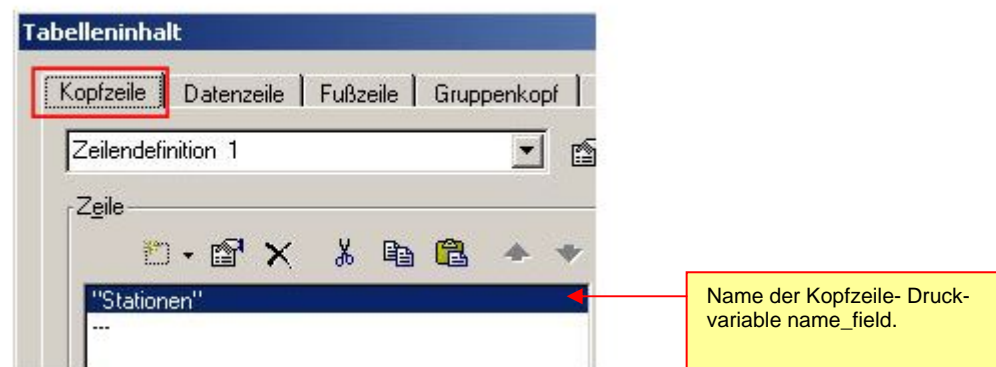 Tabelleninhalt
Kopfzeile Datenzeile Fußzeile Gruppenkopf
Zeilendefinition 1
Zeile
"Stationen"
---
Name der Kopfzeile- Druck-
variable name_field.